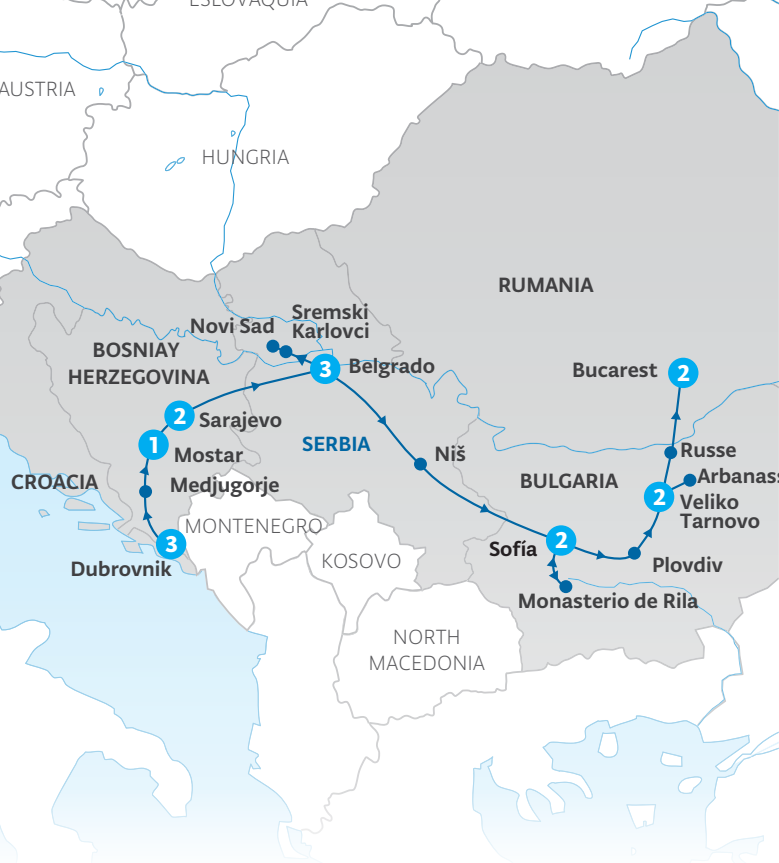 ESLOVAQUIA
AUSTRIA
HUNGRIA
RUMANIA
Sremski
Karlovci
Novi Sad
BOSNIAY
HERZEGOVINA
3 Belgrado
Bucarest 2
2 Sarajevo
1 Mostar
SERBIA
Niš
Russe
CROACIA
Medjugorje
BULGARIA
Arbanass
2 Veliko
Tarnovo
MONTENEGRO
3
Dubrovnik
KOSOVO
Sofía 2
Plovdiv
Monasterio de Rila
NORTH
MACEDONIA